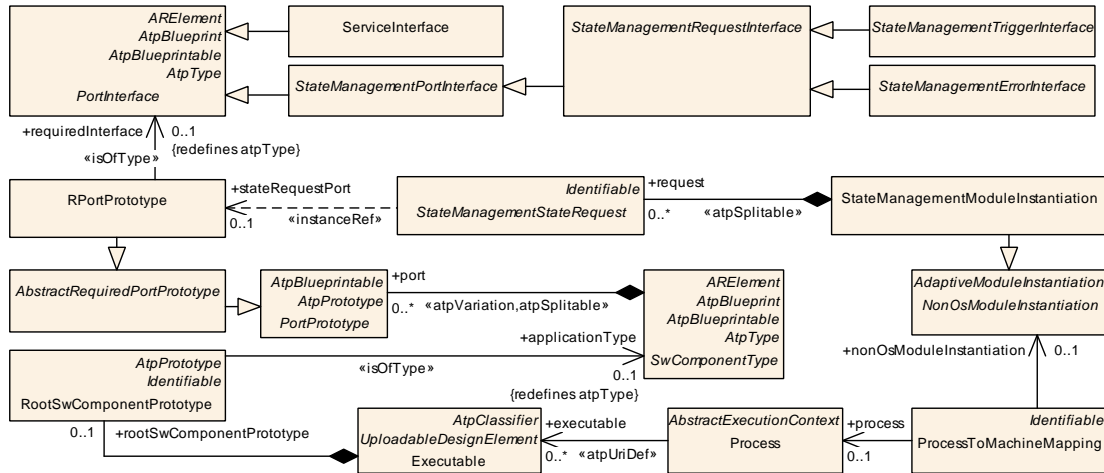 ARElement
AtpBlueprint
AtpBlueprintable
AtpType
PortInterface
ServiceInterface
StateManagementPortInterface
StateManagementRequestInterface
StateManagementTriggerInterface
StateManagementErrorInterface
+requiredInterface
0..1
«isOfType»
{redefines atpType}
RPortPrototype
+stateRequestPort
0..1
«instanceRef»
Identifiable
StateManagementStateRequest
+request
0..*
«atpSplitable»
StateManagementModuleInstantiation
AbstractRequiredPortPrototype
AtpBlueprintable
AtpPrototype
PortPrototype
+port
0..*
«atpVariation,atpSplitable»
ARElement
AtpBlueprint
AtpBlueprintable
AtpType
SwComponentType
AdaptiveModuleInstantiation
NonOsModuleInstantiation
+applicationType
«isOfType»
0..1
{redefines atpType}
+nonOsModuleInstantiation
0..1
AtpPrototype
Identifiable
RootSwComponentPrototype
0..1
+rootSwComponentPrototype
AtpClassifier
UploadableDesignElement
Executable
+executable
0..*
«atpUriDef»
AbstractExecutionContext
Process
+process
0..1
Identifiable
ProcessToMachineMapping